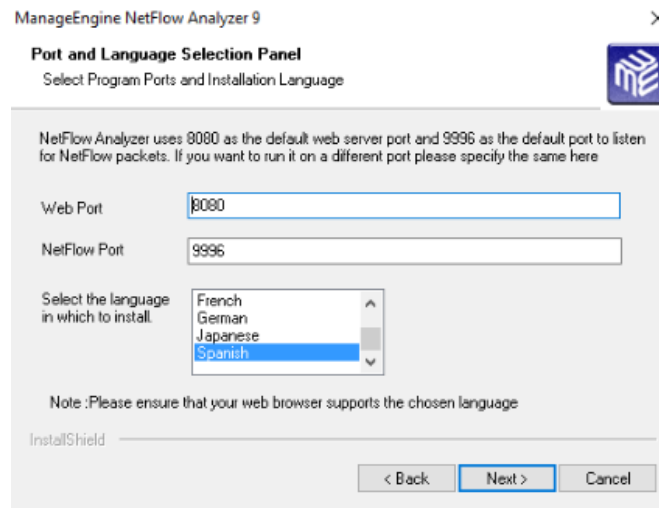 ManageEngine NetFlow Analyzer 9
Port and Language Selection Panel
Select Program Ports and Installation Language
NetFlow Analyzer uses 8080 as the default web server port and 9996 as the default port to listen
for NetFlow packets. If you want to run it on a different port please specify the same here
Web Port
8080
NetFlow Port
9996
Select the language
in which to install.
French
German
Japanese
Spanish
Note :Please ensure that your web browser supports the chosen language
InstallShield
< Back
Next >
Cancel